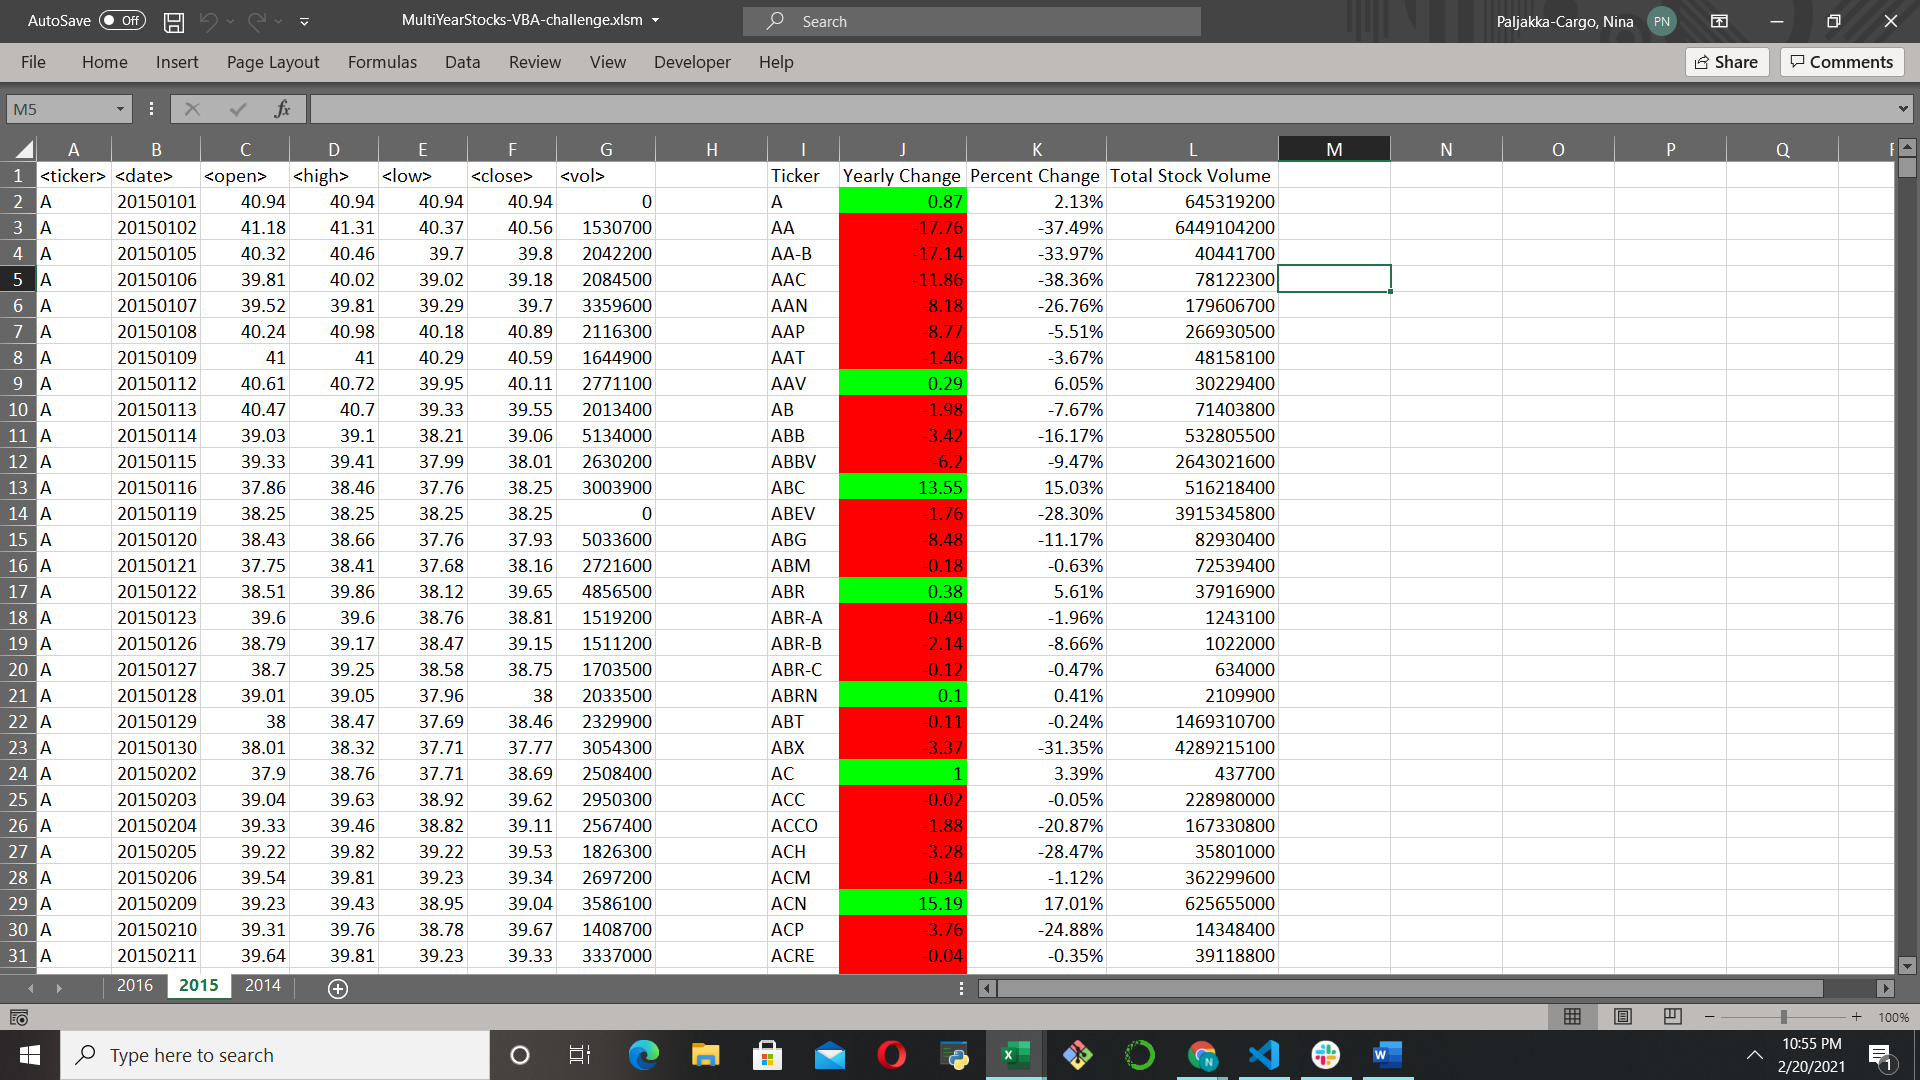 AutoSave Off MultiYearStocks-VBA-challenge.xlsm Search Paljakka-Cargo, Nina PN
File Home Insert Page Layout Formulas Data Review View Developer Help Share Comments
M5 fx
A B C D E F G H I J K L M N O P Q
1 <ticker> <date> <open> <high> <low> <close> <vol> Ticker Yearly Change Percent Change Total Stock Volume
2 A 20150101 40.94 40.94 40.94 40.94 0 A 0.87 2.13% 645319200
3 A 20150102 41.18 41.31 40.37 40.56 1530700 AA -17.76 -37.49% 6449104200
4 A 20150105 40.32 40.46 39.7 39.8 2042200 AA-B -17.14 -33.97% 40441700
5 A 20150106 39.81 40.02 39.02 39.18 2084500 AAC -11.86 -38.36% 78122300
6 A 20150107 39.52 39.81 39.29 39.7 3359600 AAN -8.18 -26.76% 179606700
7 A 20150108 40.24 40.98 40.18 40.89 2116300 AAP -8.77 -5.51% 266930500
8 A 20150109 41 41 40.29 40.59 1644900 AAT -1.46 -3.67% 48158100
9 A 20150112 40.61 40.72 39.95 40.11 2771100 AAV 0.29 6.05% 30229400
10 A 20150113 40.47 40.7 39.33 39.55 2013400 AB -1.98 -7.67% 71403800
11 A 20150114 39.03 39.1 38.21 39.06 5134000 ABB -3.42 -16.17% 532805500
12 A 20150115 39.33 39.41 37.99 38.01 2630200 ABBV -6.2 -9.47% 2643021600
13 A 20150116 37.86 38.46 37.76 38.25 3003900 ABC 13.55 15.03% 516218400
14 A 20150119 38.25 38.25 38.25 38.25 0 ABEV -1.76 -28.30% 3915345800
15 A 20150120 38.43 38.66 37.76 37.93 5033600 ABG -8.48 -11.17% 82930400
16 A 20150121 37.75 38.41 37.68 38.16 2721600 ABM -0.18 -0.63% 72539400
17 A 20150122 38.51 39.86 38.12 39.65 4856500 ABR 0.38 5.61% 37916900
18 A 20150123 39.6 39.6 38.76 38.81 1519200 ABR-A -0.49 -1.96% 1243100
19 A 20150126 38.79 39.17 38.47 39.15 1511200 ABR-B -2.14 -8.66% 1022000
20 A 20150127 38.7 39.25 38.58 38.75 1703500 ABR-C -0.12 -0.47% 634000
21 A 20150128 39.01 39.05 37.96 38 2033500 ABRN 0.1 0.41% 2109900
22 A 20150129 38 38.47 37.69 38.46 2329900 ABT -0.11 -0.24% 1469310700
23 A 20150130 38.01 38.32 37.71 37.77 3054300 ABX -3.37 -31.35% 4289215100
24 A 20150202 37.9 38.76 37.71 38.69 2508400 AC 1 3.39% 437700
25 A 20150203 39.04 39.63 38.92 39.62 2950300 ACC -0.02 -0.05% 228980000
26 A 20150204 39.33 39.46 38.82 39.11 2567400 ACCO -1.88 -20.87% 167330800
27 A 20150205 39.22 39.82 39.22 39.53 1826300 ACH -3.28 -28.47% 35801000
28 A 20150206 39.54 39.81 39.23 39.34 2697200 ACM -0.34 -1.12% 362299600
29 A 20150209 39.23 39.43 38.95 39.04 3586100 ACN 15.19 17.01% 625655000
30 A 20150210 39.31 39.76 38.78 39.67 1408700 ACP -3.76 -24.88% 14348400
31 A 20150211 39.64 39.81 39.23 39.33 3337000 ACRE -0.04 -0.35% 39118800
2016 2015 2014
100%
Type here to search 10:55 PM
2/20/2021 1